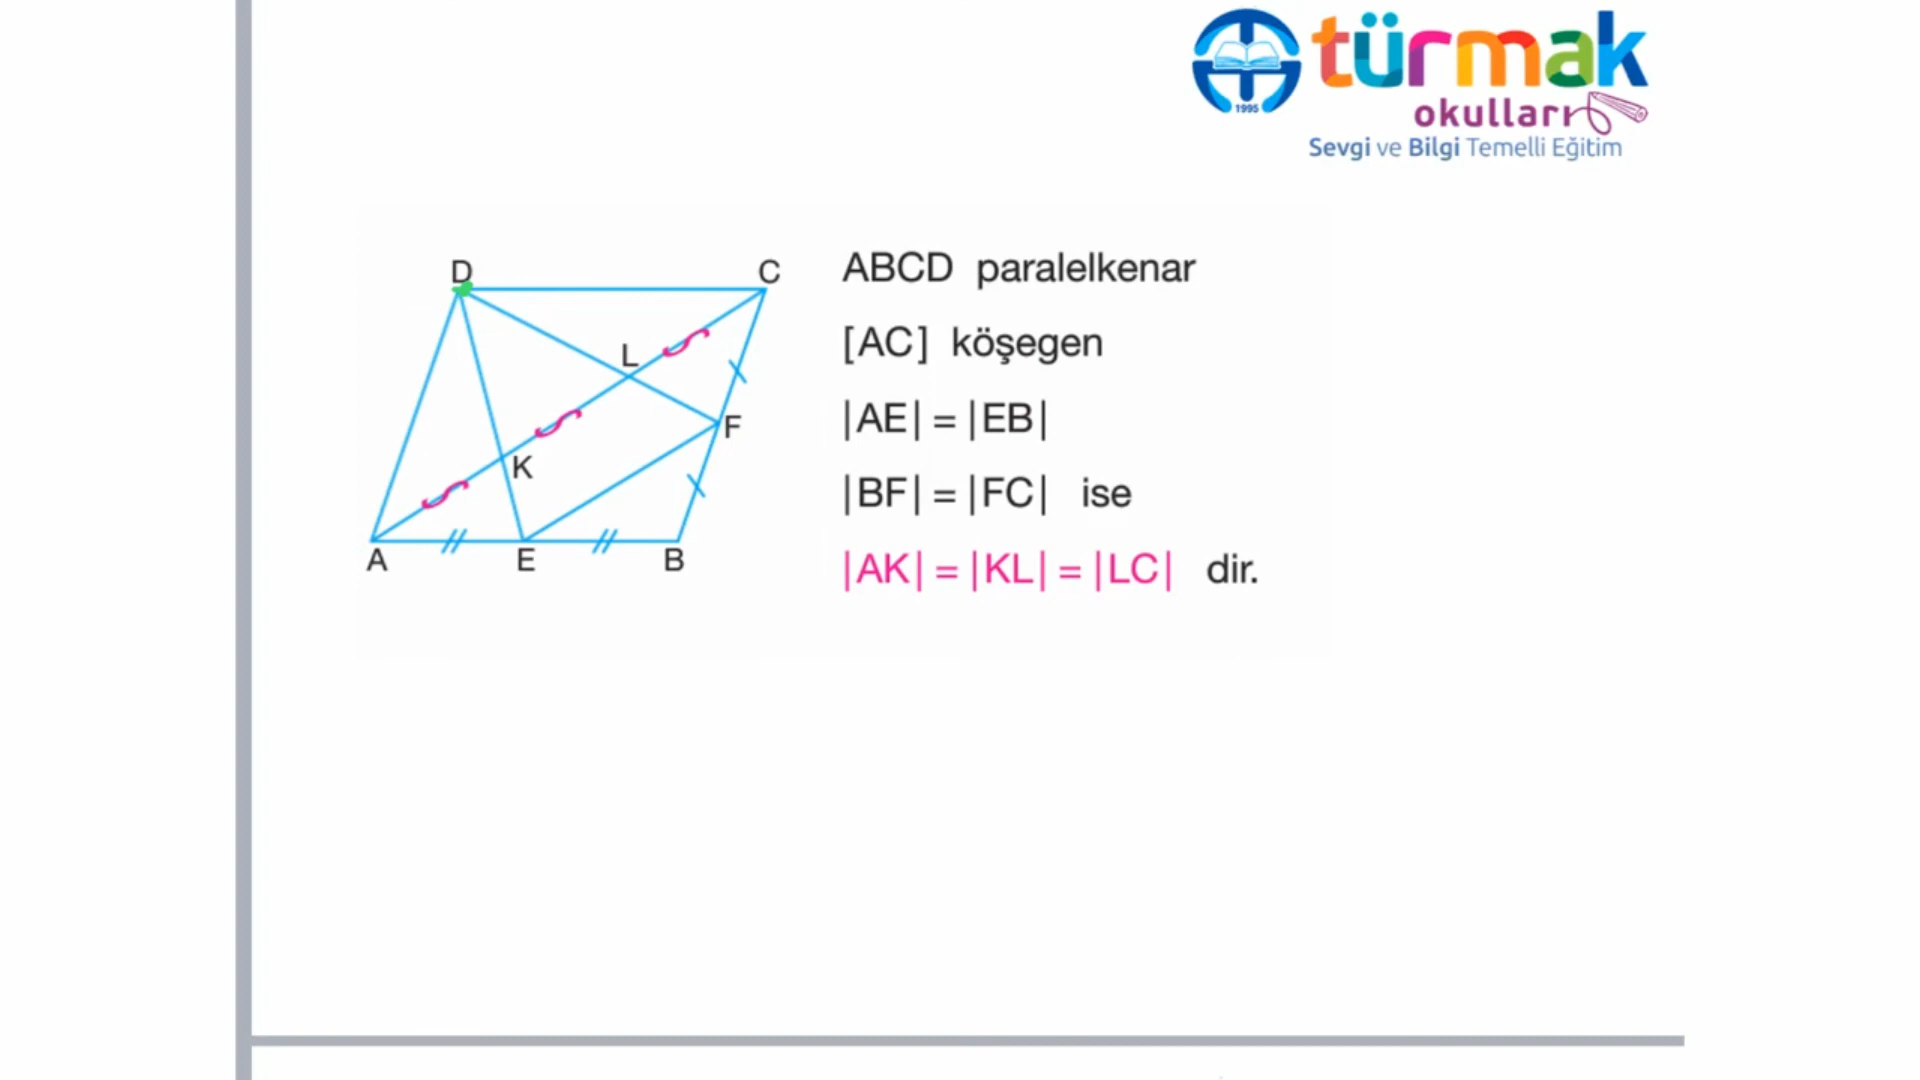 1995
türmak
okulları
Sevgi ve Bilgi Temelli Eğitim
D
C
L
F
K
A
E
B
ABCD paralelkenar
[AC] köşegen
|AE| = |EB|
|BF| = |FC| ise
|AK| = |KL| = |LC| dir.